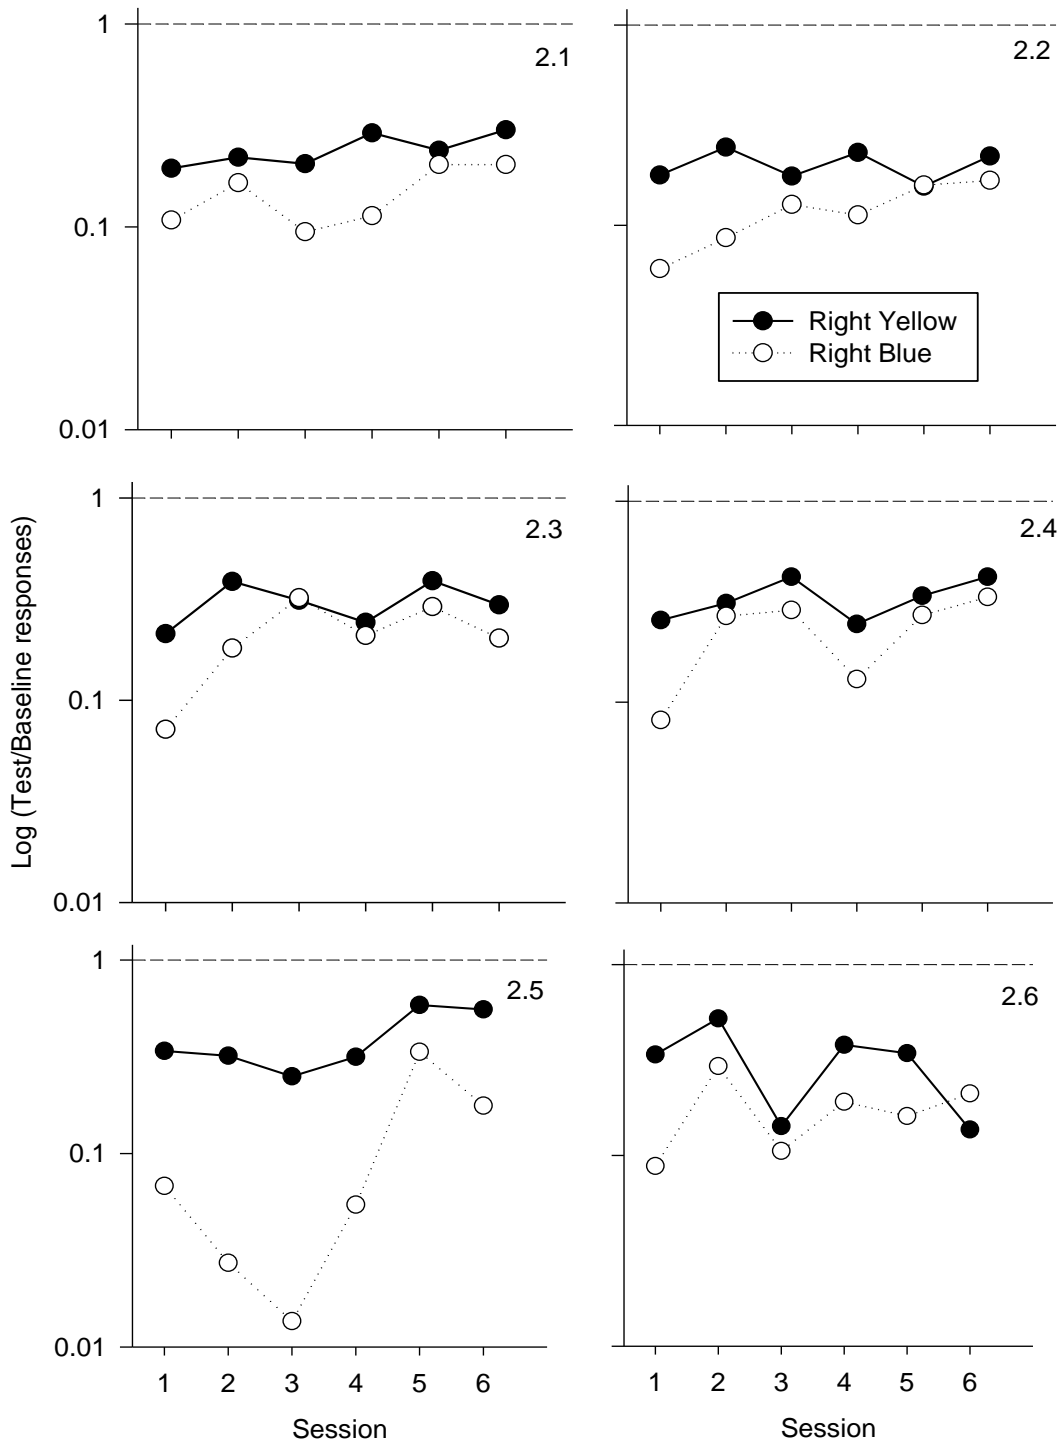 1
0.1
0.01
2.1
2.2
Right Yellow
Right Blue
Log (Test/Baseline responses)
1
0.1
0.01
2.3
2.4
1
0.1
0.01
2.5
1 2 3 4 5 6
Session
2.6
1 2 3 4 5 6
Session